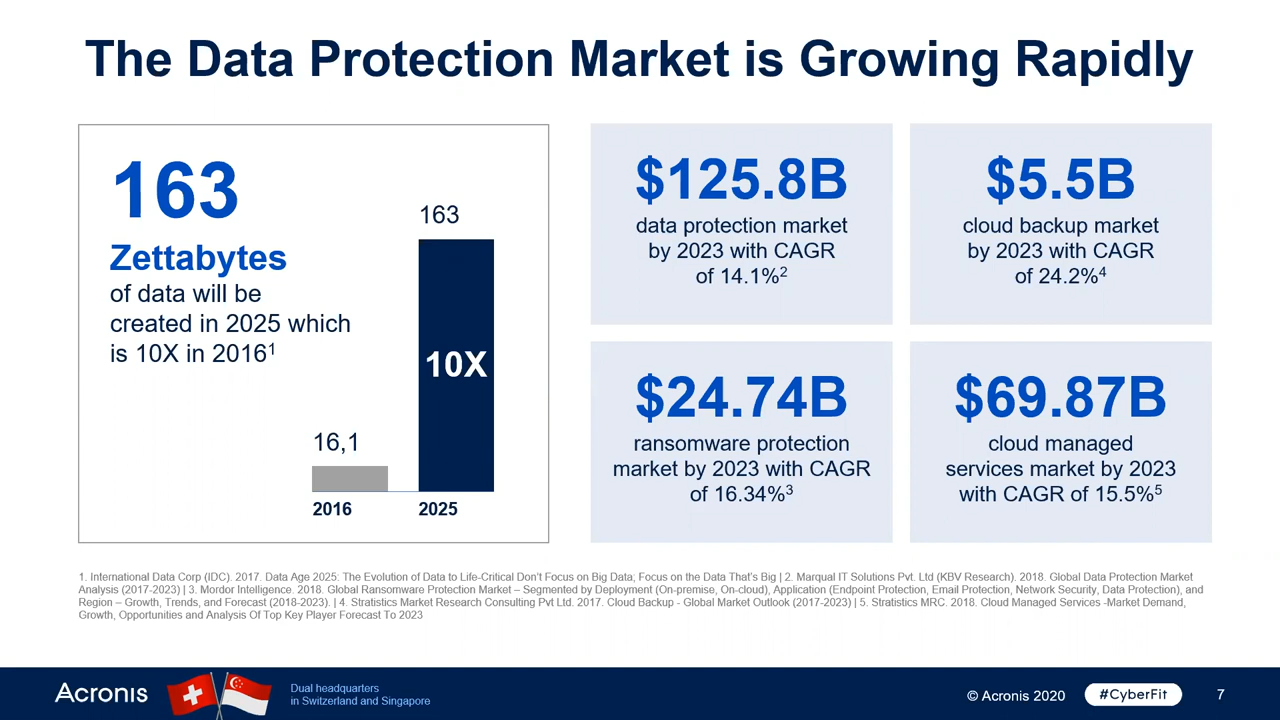 The Data Protection Market is Growing Rapidly
163
Zettabytes
of data will be
created in 2025 which
is 10X in 2016¹
163
10X
16,1
2016
2025
$125.8B
data protection market
by 2023 with CAGR
of 14.1%²
$5.5B
cloud backup market
by 2023 with CAGR
of 24.2%⁴
$24.74B
ransomware protection
market by 2023 with CAGR
of 16.34%³
$69.87B
cloud managed
services market by 2023
with CAGR of 15.5%⁵
1. International Data Corp (IDC). 2017. Data Age 2025: The Evolution of Data to Life-Critical Don't Focus on Big Data; Focus on the Data That's Big | 2. Marqual IT Solutions Pvt. Ltd (KBV Research). 2018. Global Data Protection Market
Analysis (2017-2023) | 3. Mordor Intelligence. 2018. Global Ransomware Protection Market – Segmented by Deployment (On-premise, On-cloud), Application (Endpoint Protection, Email Protection, Network Security, Data Protection), and
Region – Growth, Trends, and Forecast (2018-2023). | 4. Stratistics Market Research Consulting Pvt Ltd. 2017. Cloud Backup - Global Market Outlook (2017-2023) | 5. Stratistics MRC. 2018. Cloud Managed Services -Market Demand,
Growth, Opportunities and Analysis Of Top Key Player Forecast To 2023
Acronis
Dual headquarters
in Switzerland and Singapore
© Acronis 2020
#CyberFit
7